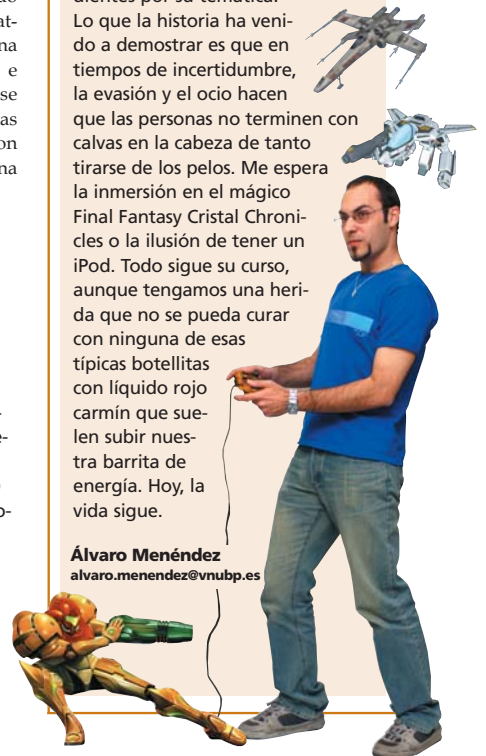 Lo que la historia ha veni-
do a demostrar es que en
tiempos de incertidumbre,
la evasión y el ocio hacen
que las personas no terminen con
calvas en la cabeza de tanto
tirarse de los pelos. Me espera
la inmersión en el mágico
Final Fantasy Cristal Chroni-
cles o la ilusión de tener un
iPod. Todo sigue su curso,
aunque tengamos una heri-
da que no se pueda curar
con ninguna de esas
típicas botellitas
con líquido rojo
carmín que sue-
len subir nues-
tra barrita de
energía. Hoy, la
vida sigue.
Álvaro Menéndez
alvaro.menendez@vnubp.es